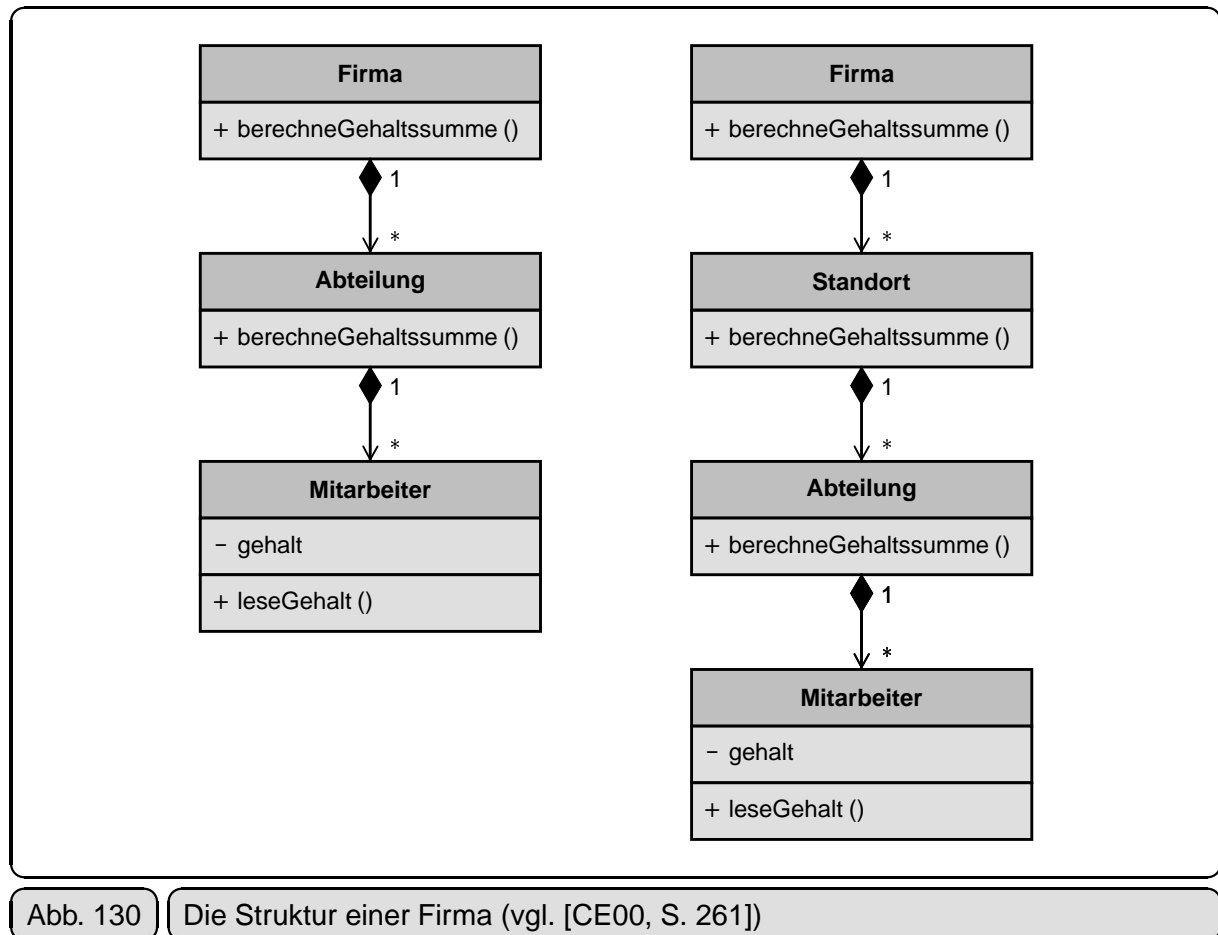 Firma
+ berechneGehaltssumme ()
1
*
Abteilung
+ berechneGehaltssumme ()
1
*
Mitarbeiter
- gehalt
+ leseGehalt ()
Firma
+ berechneGehaltssumme ()
1
*
Standort
+ berechneGehaltssumme ()
1
*
Abteilung
+ berechneGehaltssumme ()
1
*
Mitarbeiter
- gehalt
+ leseGehalt ()
Abb. 130 Die Struktur einer Firma (vgl. [CE00, S. 261])